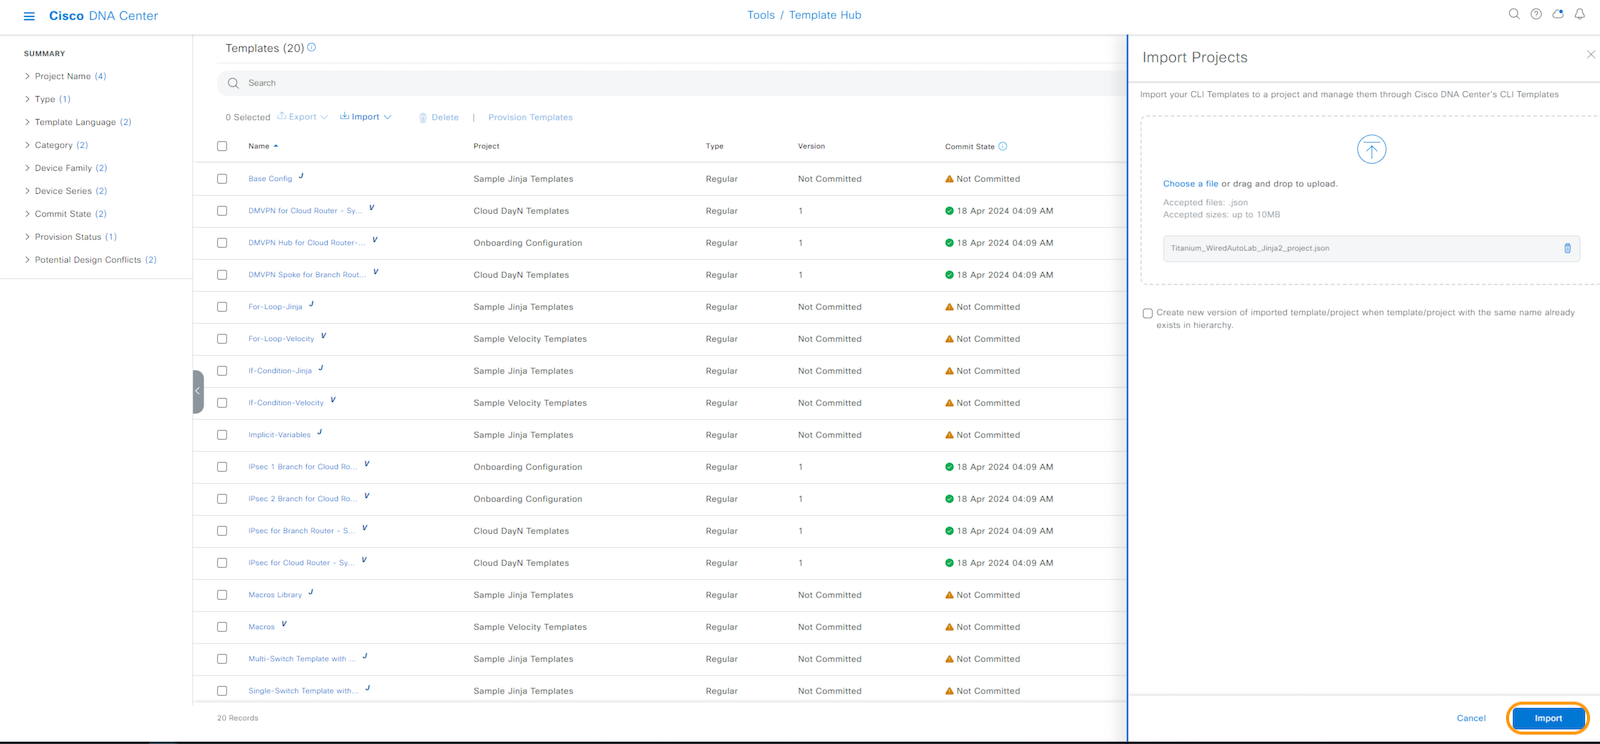 Cisco DNA Center
Tools / Template Hub
SUMMARY
Project Name (4)
Type (1)
Template Language (2)
Category (2)
Device Family (2)
Device Series (2)
Commit State (2)
Provision Status (1)
Potential Design Conflicts (2)
Templates (20)
Search
0 Selected Export Import Delete | Provision Templates
Name Project Type Version Commit State
Base Config J Sample Jinja Templates Regular Not Committed Not Committed
DMVPN for Cloud Router - Sy... V Cloud DayN Templates Regular 1 18 Apr 2024 04:09 AM
DMVPN Hub for Cloud Router-... V Onboarding Configuration Regular 1 18 Apr 2024 04:09 AM
DMVPN Spoke for Branch Rout... V Cloud DayN Templates Regular 1 18 Apr 2024 04:09 AM
For-Loop-Jinja J Sample Jinja Templates Regular Not Committed Not Committed
For-Loop-Velocity V Sample Velocity Templates Regular Not Committed Not Committed
If-Condition-Jinja J Sample Jinja Templates Regular Not Committed Not Committed
If-Condition-Velocity V Sample Velocity Templates Regular Not Committed Not Committed
Implicit-Variables J Sample Jinja Templates Regular Not Committed Not Committed
IPsec 1 Branch for Cloud Ro... V Onboarding Configuration Regular 1 18 Apr 2024 04:09 AM
IPsec 2 Branch for Cloud Ro... V Onboarding Configuration Regular 1 18 Apr 2024 04:09 AM
IPsec for Branch Router - S... V Cloud DayN Templates Regular 1 18 Apr 2024 04:09 AM
IPsec for Cloud Router - Sy... V Cloud DayN Templates Regular 1 18 Apr 2024 04:09 AM
Macros Library J Sample Jinja Templates Regular Not Committed Not Committed
Macros V Sample Velocity Templates Regular Not Committed Not Committed
Multi-Switch Template with ... J Sample Jinja Templates Regular Not Committed Not Committed
Single-Switch Template with... J Sample Jinja Templates Regular Not Committed Not Committed
20 Records
Import Projects
Import your CLI Templates to a project and manage them through Cisco DNA Center's CLI Templates
Choose a file or drag and drop to upload.
Accepted files: .json
Accepted sizes: up to 10MB
Titanium_WiredAutoLab_Jinja2_project.json
Create new version of imported template/project when template/project with the same name already
exists in hierarchy.
Cancel Import